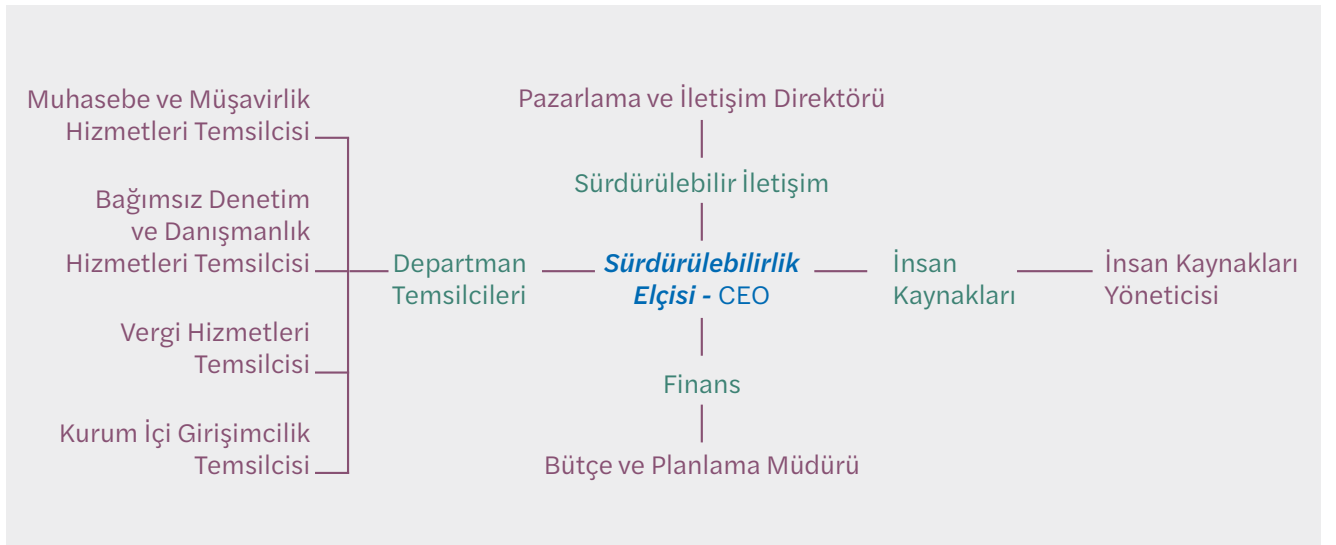 Muhasebe ve Müşavirlik
Hizmetleri Temsilcisi
Bağımsız Denetim
ve Danışmanlık
Hizmetleri Temsilcisi
Vergi Hizmetleri
Temsilcisi
Kurum İçi Girişimcilik
Temsilcisi
Departman
Temsilcileri
Pazarlama ve İletişim Direktörü
Sürdürülebilir İletişim
Sürdürülebilirlik
Elçisi - CEO
Finans
Bütçe ve Planlama Müdürü
İnsan
Kaynakları
İnsan Kaynakları
Yöneticisi